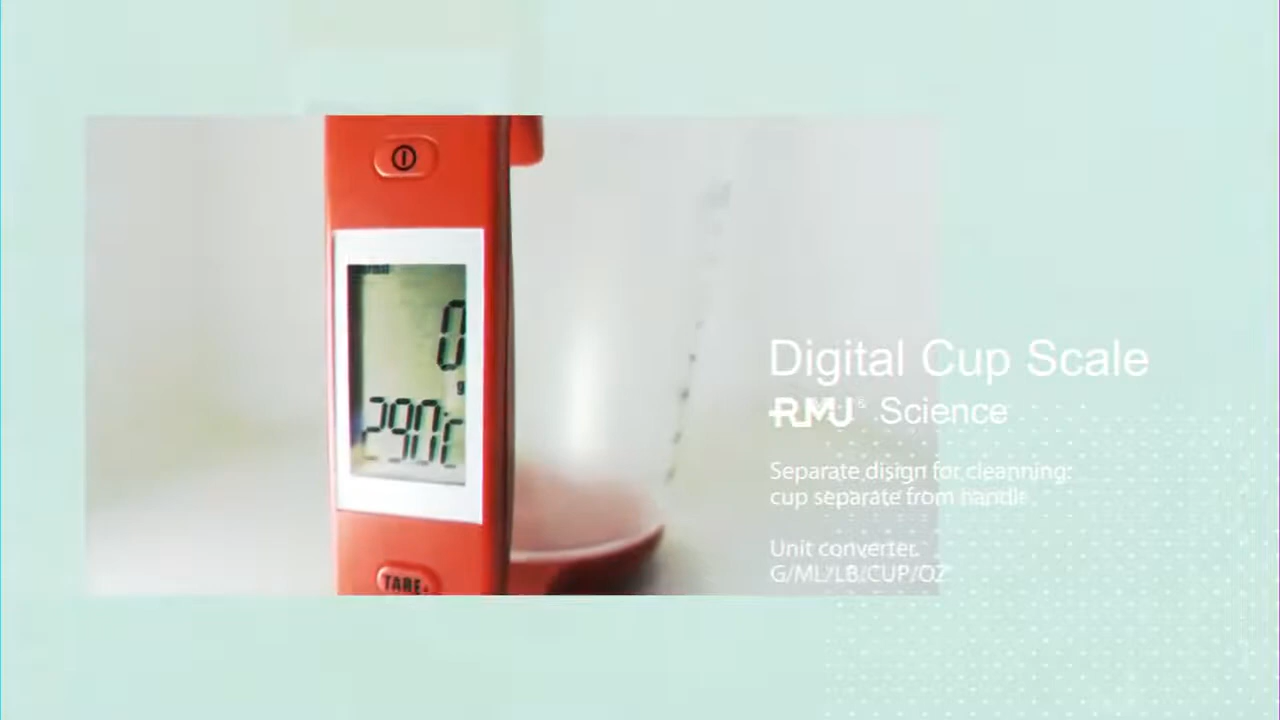 0
g
290
TARE
Digital Cup Scale
RMJ Science
Separate disign for cleanning:
cup separate from handle
Unit converter.
G/ML/LB/CUP/OZ